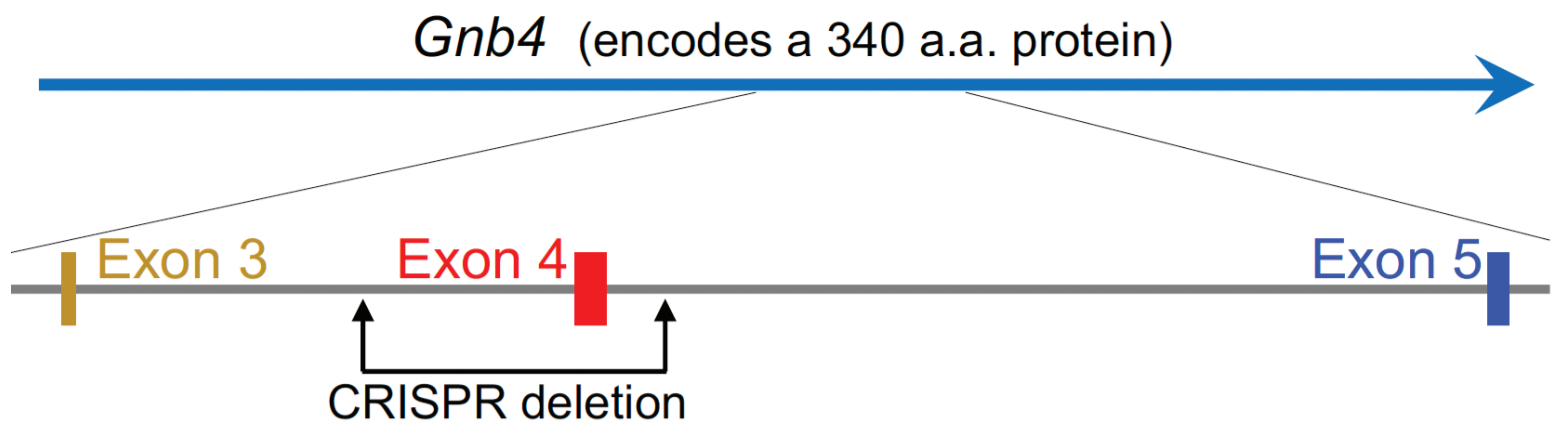 Gnb4 (encodes a 340 a.a. protein)
Exon 3 Exon 4 Exon 5
CRISPR deletion